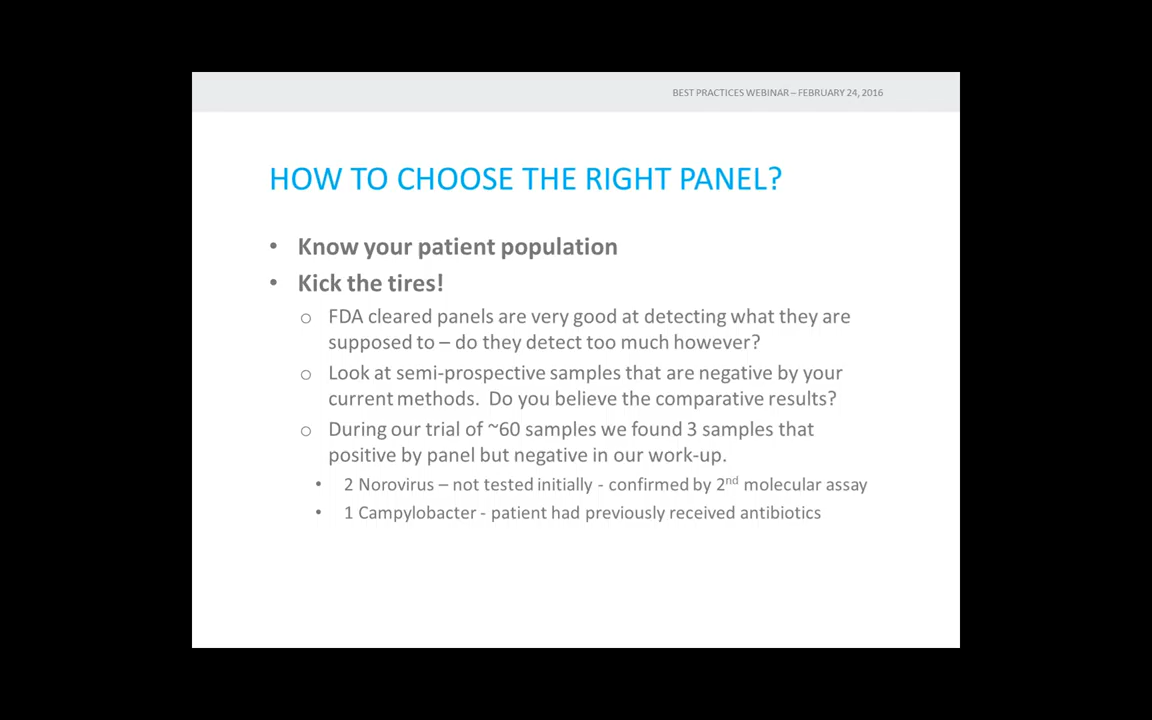 BEST PRACTICES WEBINAR – FEBRUARY 24, 2016
HOW TO CHOOSE THE RIGHT PANEL?
• Know your patient population
• Kick the tires!
o FDA cleared panels are very good at detecting what they are
supposed to – do they detect too much however?
o Look at semi-prospective samples that are negative by your
current methods. Do you believe the comparative results?
o During our trial of ~60 samples we found 3 samples that
positive by panel but negative in our work-up.
• 2 Norovirus – not tested initially - confirmed by 2nd molecular assay
• 1 Campylobacter - patient had previously received antibiotics